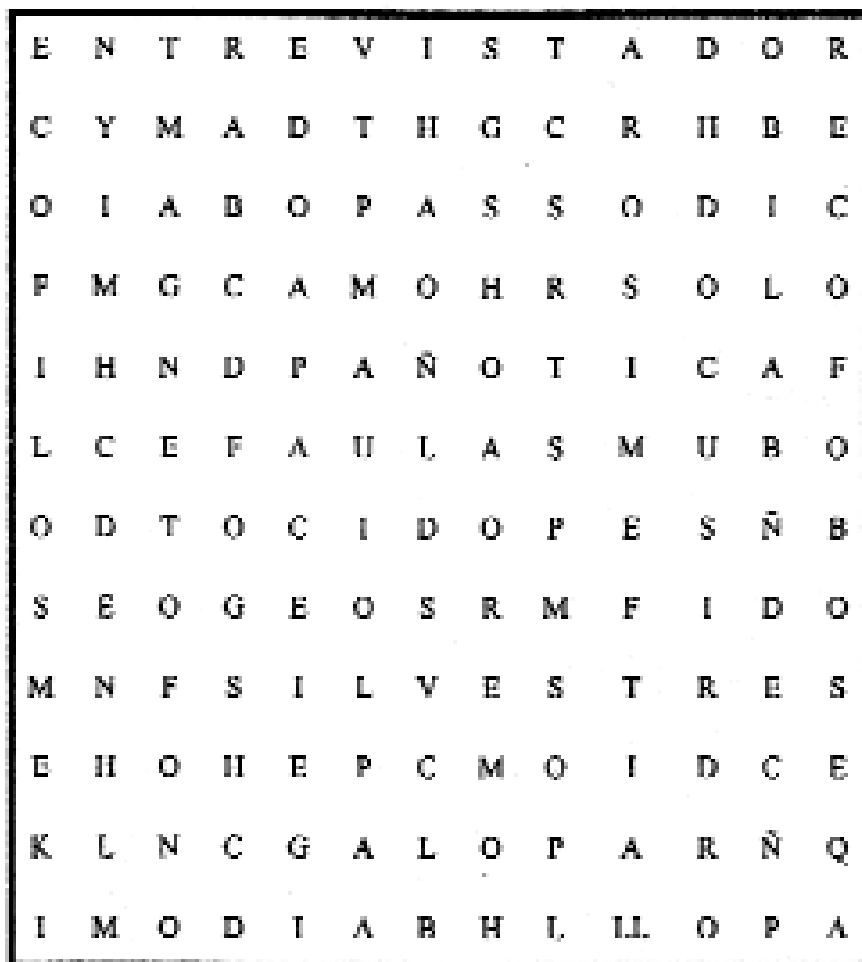 E N T R E V I S T A D O R
C Y M A D T H G C R H B E
O I A B O P A S S O D I C
F M G C A M O H R S O L O
I H N D P A Ñ O T I C A F
L C E F A U L A S M U B O
O D T O C I D O P E S Ñ B
S E O G E O S R M F I D O
M N F S I L V E S T R E S
E H O H E P C M O I D C E
K L N C G A L O P A R Ñ Q
I M O D I A B H L LL O P A